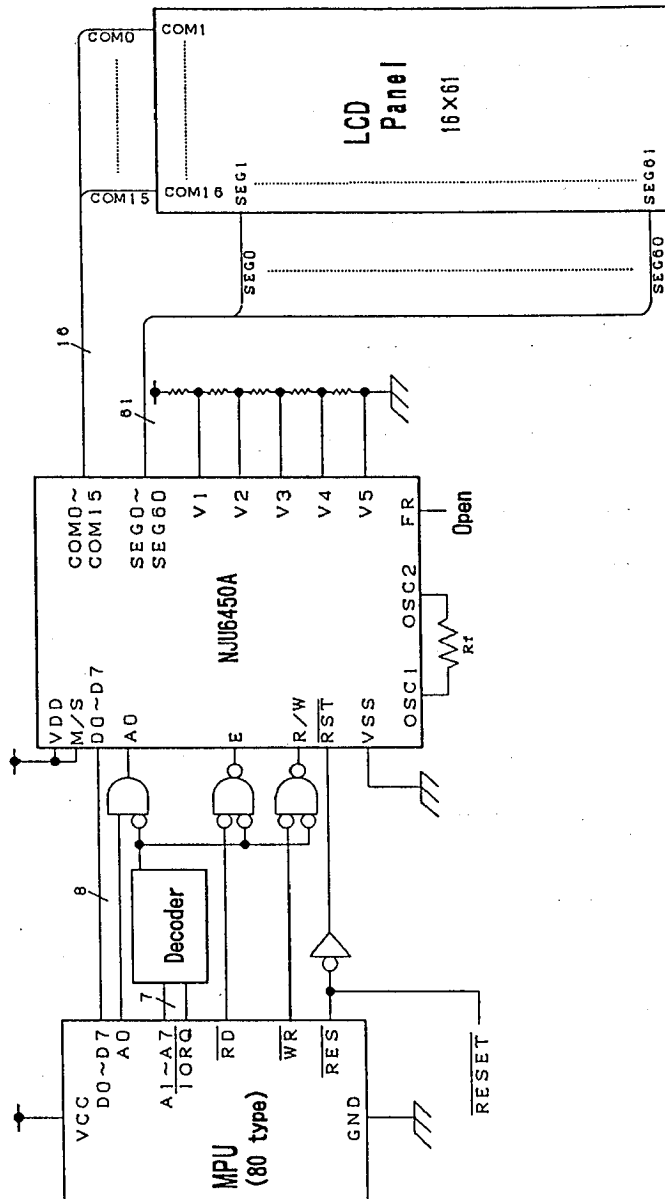 MPU
(80 type)
VCC
D0~D7
A0
A1~A7
IORQ
RD
WR
RES
GND
RESET
8
7
Decoder
VDD
M/S
D0~D7
A0
E
R/W
RST
VSS
NJU6450A
OSC1
OSC2
FR
Rf
Open
COM0~
COM15
SEG0~
SEG60
V1
V2
V3
V4
V5
16
61
COM0
COM15
SEG0
SEG60
COM1
COM16
SEG1
SEG61
LCD
Panel
16×61